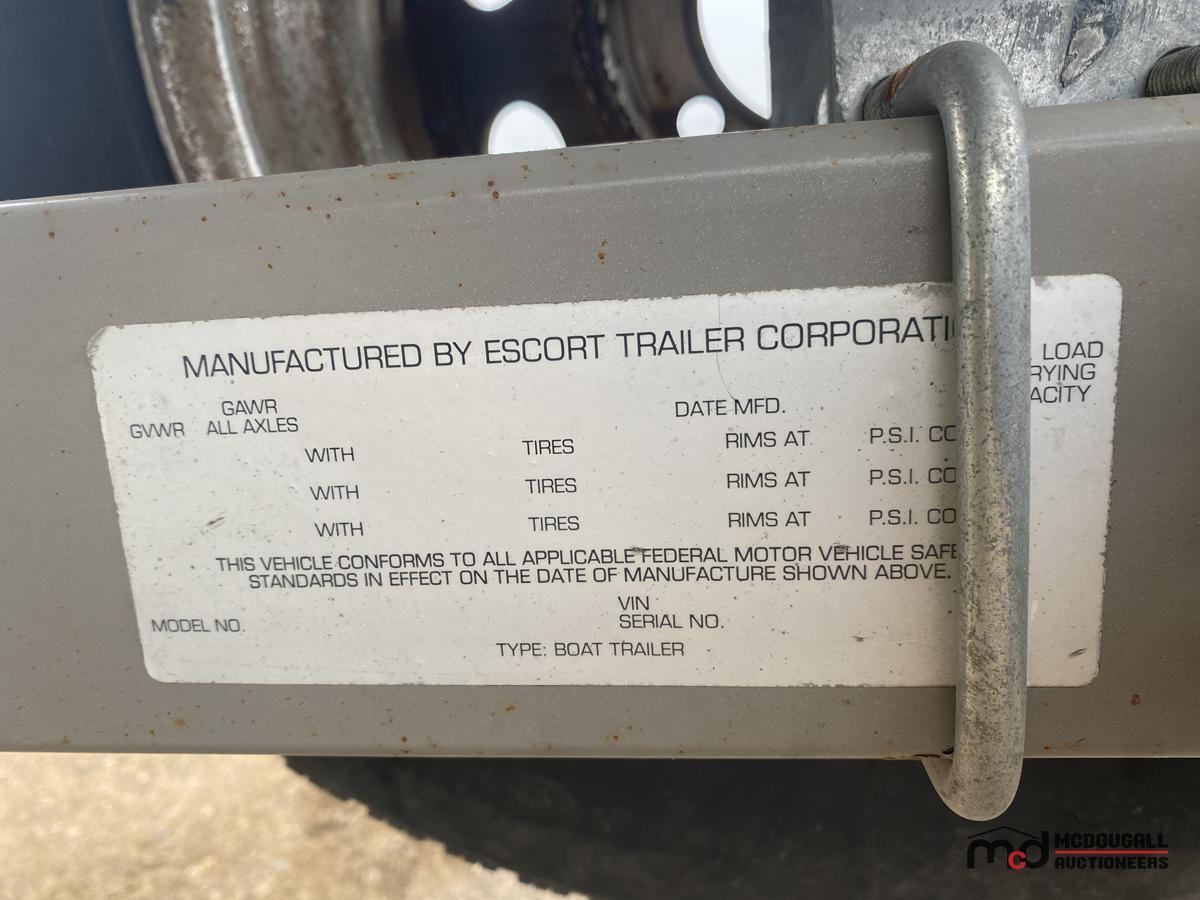 MANUFACTURED BY ESCORT TRAILER CORPORATI
LOAD
RYING
ACITY
GAWR
GVWR ALL AXLES
DATE MFD.
WITH TIRES RIMS AT P.S.I. CO
WITH TIRES RIMS AT P.S.I. CO
WITH TIRES RIMS AT P.S.I. CO
THIS VEHICLE CONFORMS TO ALL APPLICABLE FEDERAL MOTOR VEHICLE SAFE
STANDARDS IN EFFECT ON THE DATE OF MANUFACTURE SHOWN ABOVE.
VIN
MODEL NO. SERIAL NO.
TYPE: BOAT TRAILER
mcd MCDOUGALL
AUCTIONEERS